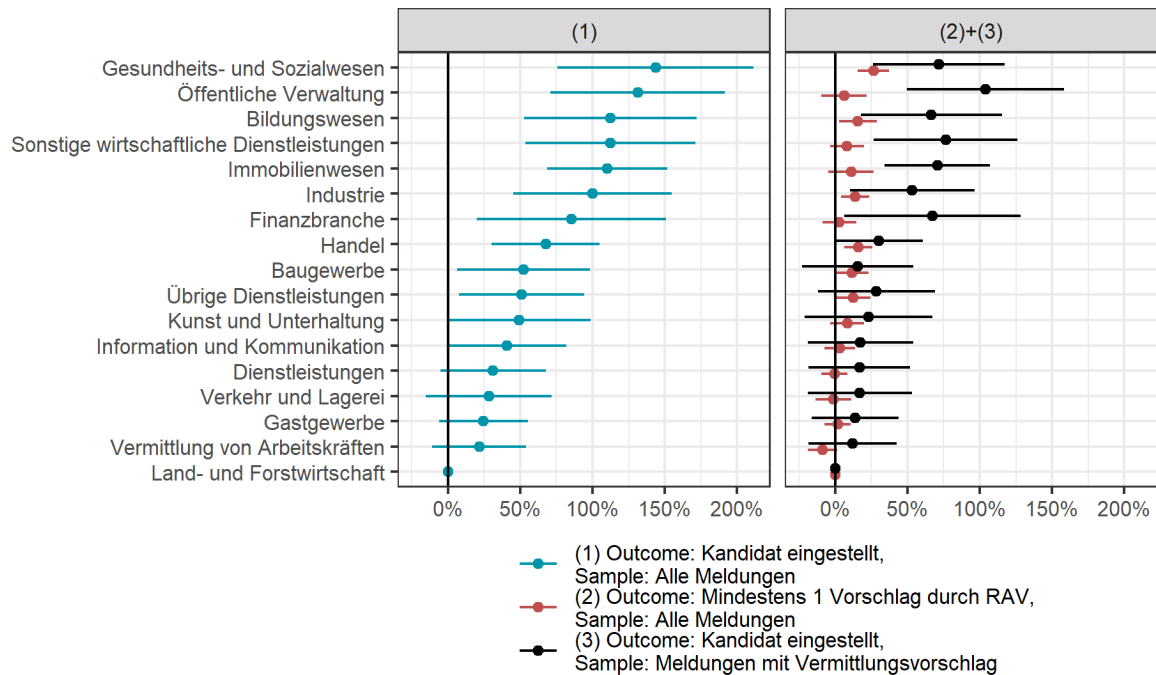 (1)
(2)+(3)
Gesundheits- und Sozialwesen
Öffentliche Verwaltung
Bildungswesen
Sonstige wirtschaftliche Dienstleistungen
Immobilienwesen
Industrie
Finanzbranche
Handel
Baugewerbe
Übrige Dienstleistungen
Kunst und Unterhaltung
Information und Kommunikation
Dienstleistungen
Verkehr und Lagerei
Gastgewerbe
Vermittlung von Arbeitskräften
Land- und Forstwirtschaft
0% 50% 100% 150% 200%
0% 50% 100% 150% 200%
(1) Outcome: Kandidat eingestellt,
Sample: Alle Meldungen
(2) Outcome: Mindestens 1 Vorschlag durch RAV,
Sample: Alle Meldungen
(3) Outcome: Kandidat eingestellt,
Sample: Meldungen mit Vermittlungsvorschlag